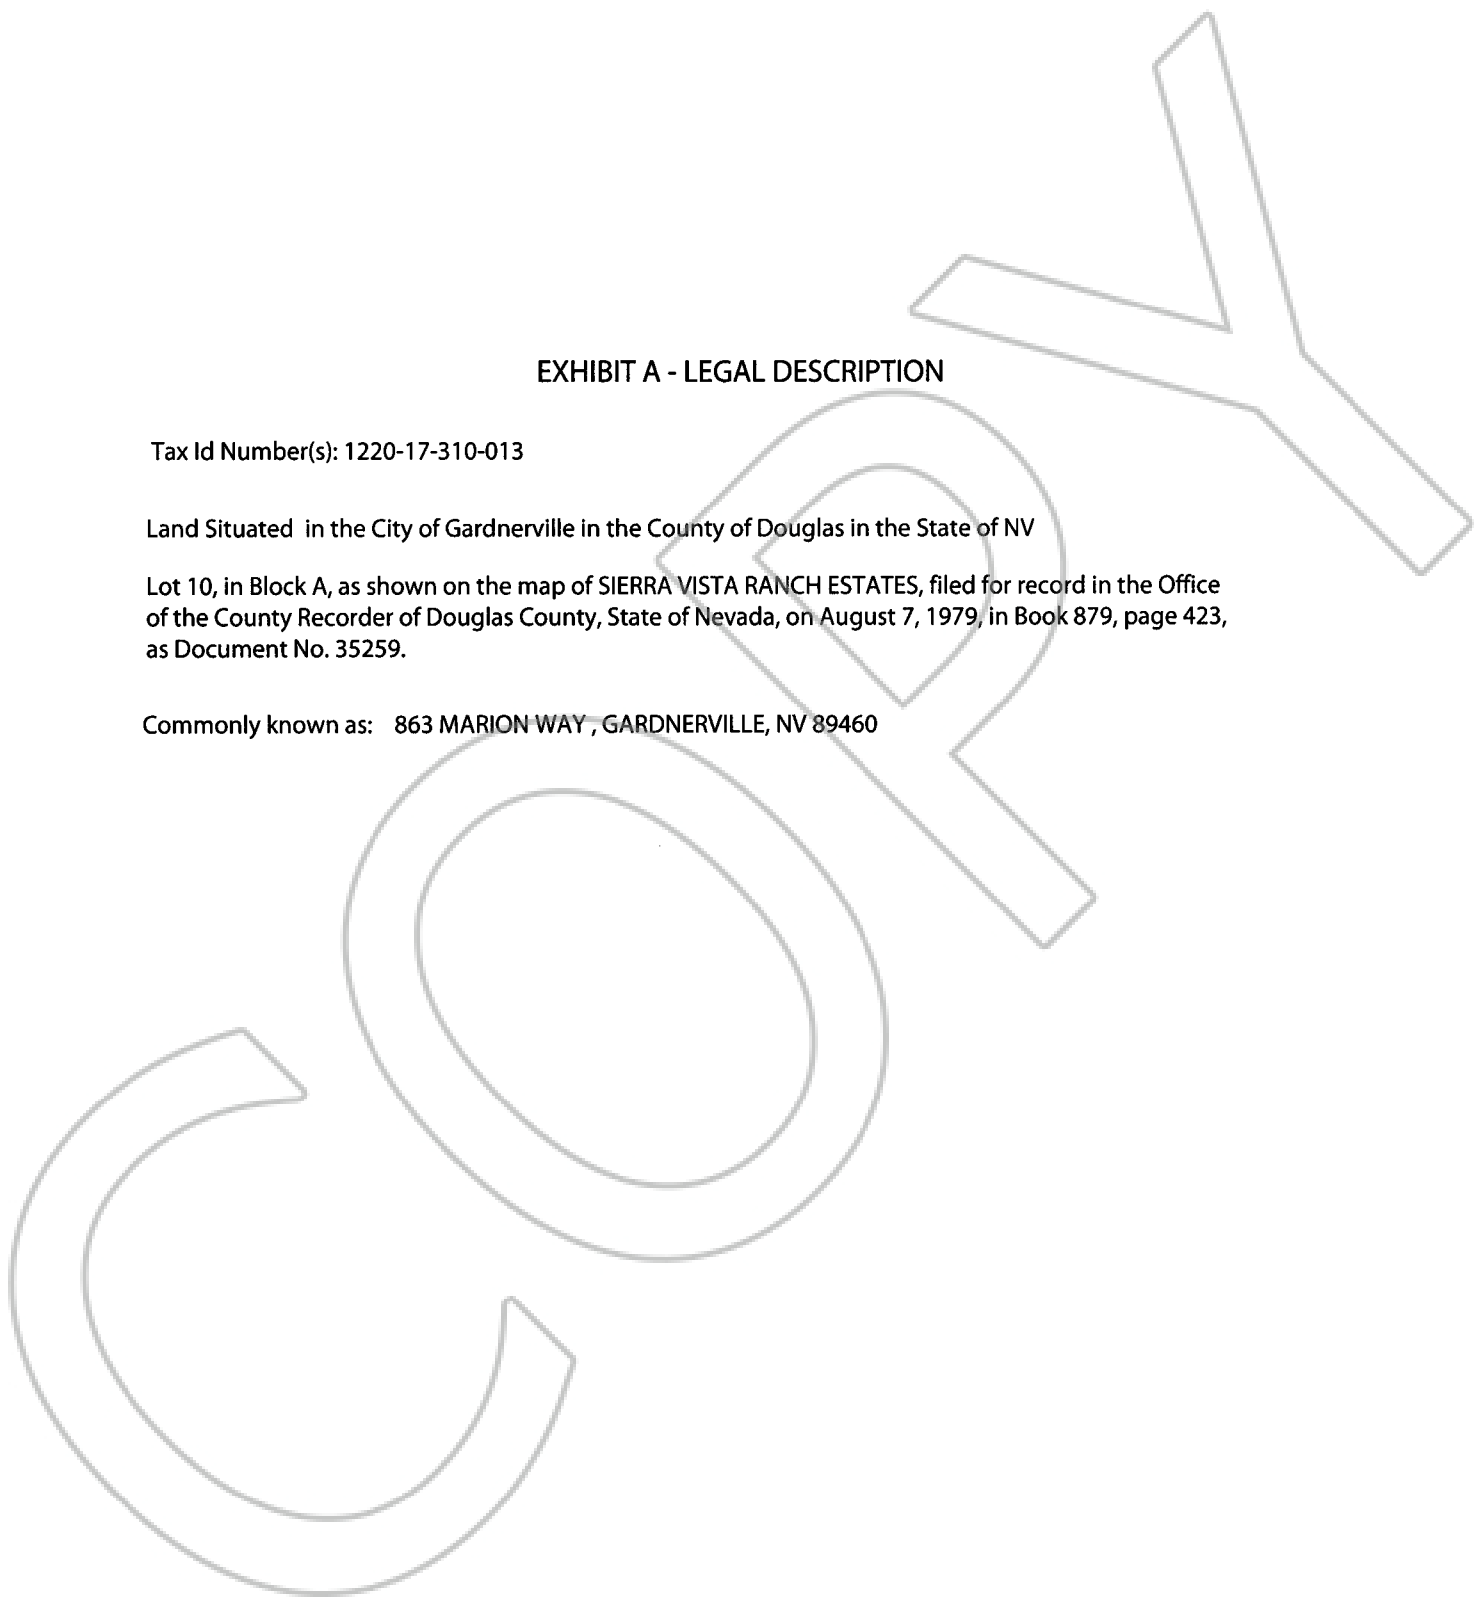 EXHIBIT A - LEGAL DESCRIPTION
Tax Id Number(s): 1220-17-310-013
Land Situated in the City of Gardnerville in the County of Douglas in the State of NV
Lot 10, in Block A, as shown on the map of SIERRA VISTA RANCH ESTATES, filed for record in the Office
of the County Recorder of Douglas County, State of Nevada, on August 7, 1979, in Book 879, page 423,
as Document No. 35259.
Commonly known as: 863 MARION WAY , GARDNERVILLE, NV 89460
COPY